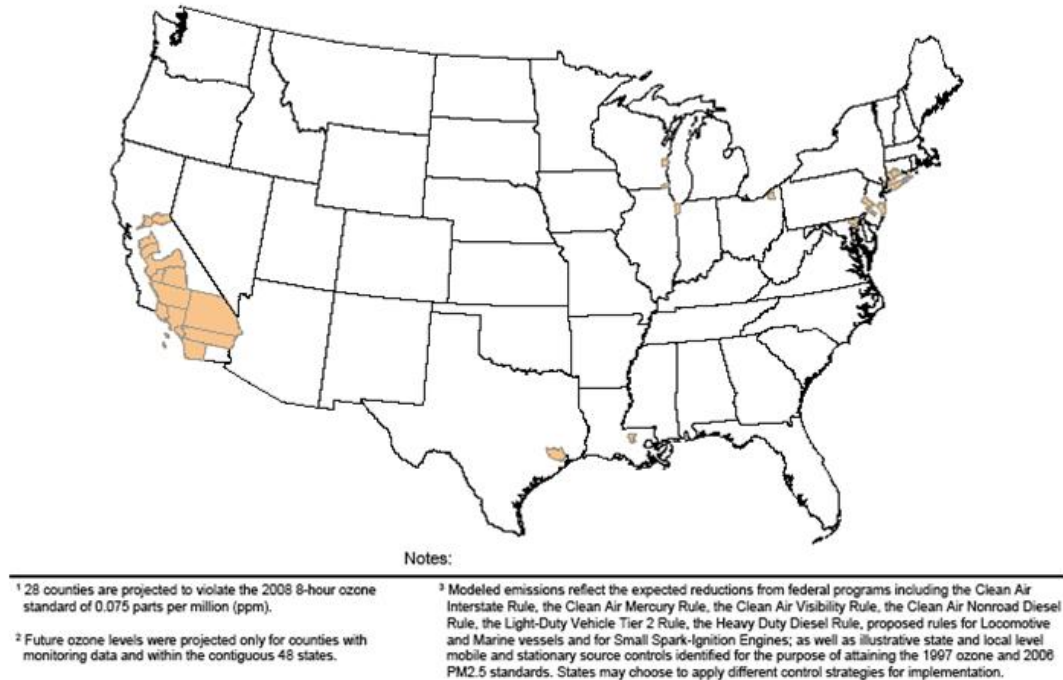 Notes:
1 28 counties are projected to violate the 2008 8-hour ozone
standard of 0.075 parts per million (ppm).
2 Future ozone levels were projected only for counties with
monitoring data and within the contiguous 48 states.
3 Modeled emissions reflect the expected reductions from federal programs including the Clean Air
Interstate Rule, the Clean Air Mercury Rule, the Clean Air Visibility Rule, the Clean Air Nonroad Diesel
Rule, the Light-Duty Vehicle Tier 2 Rule, the Heavy Duty Diesel Rule, proposed rules for Locomotive
and Marine vessels and for Small Spark-Ignition Engines; as well as illustrative state and local level
mobile and stationary source controls identified for the purpose of attaining the 1997 ozone and 2006
PM2.5 standards. States may choose to apply different control strategies for implementation.